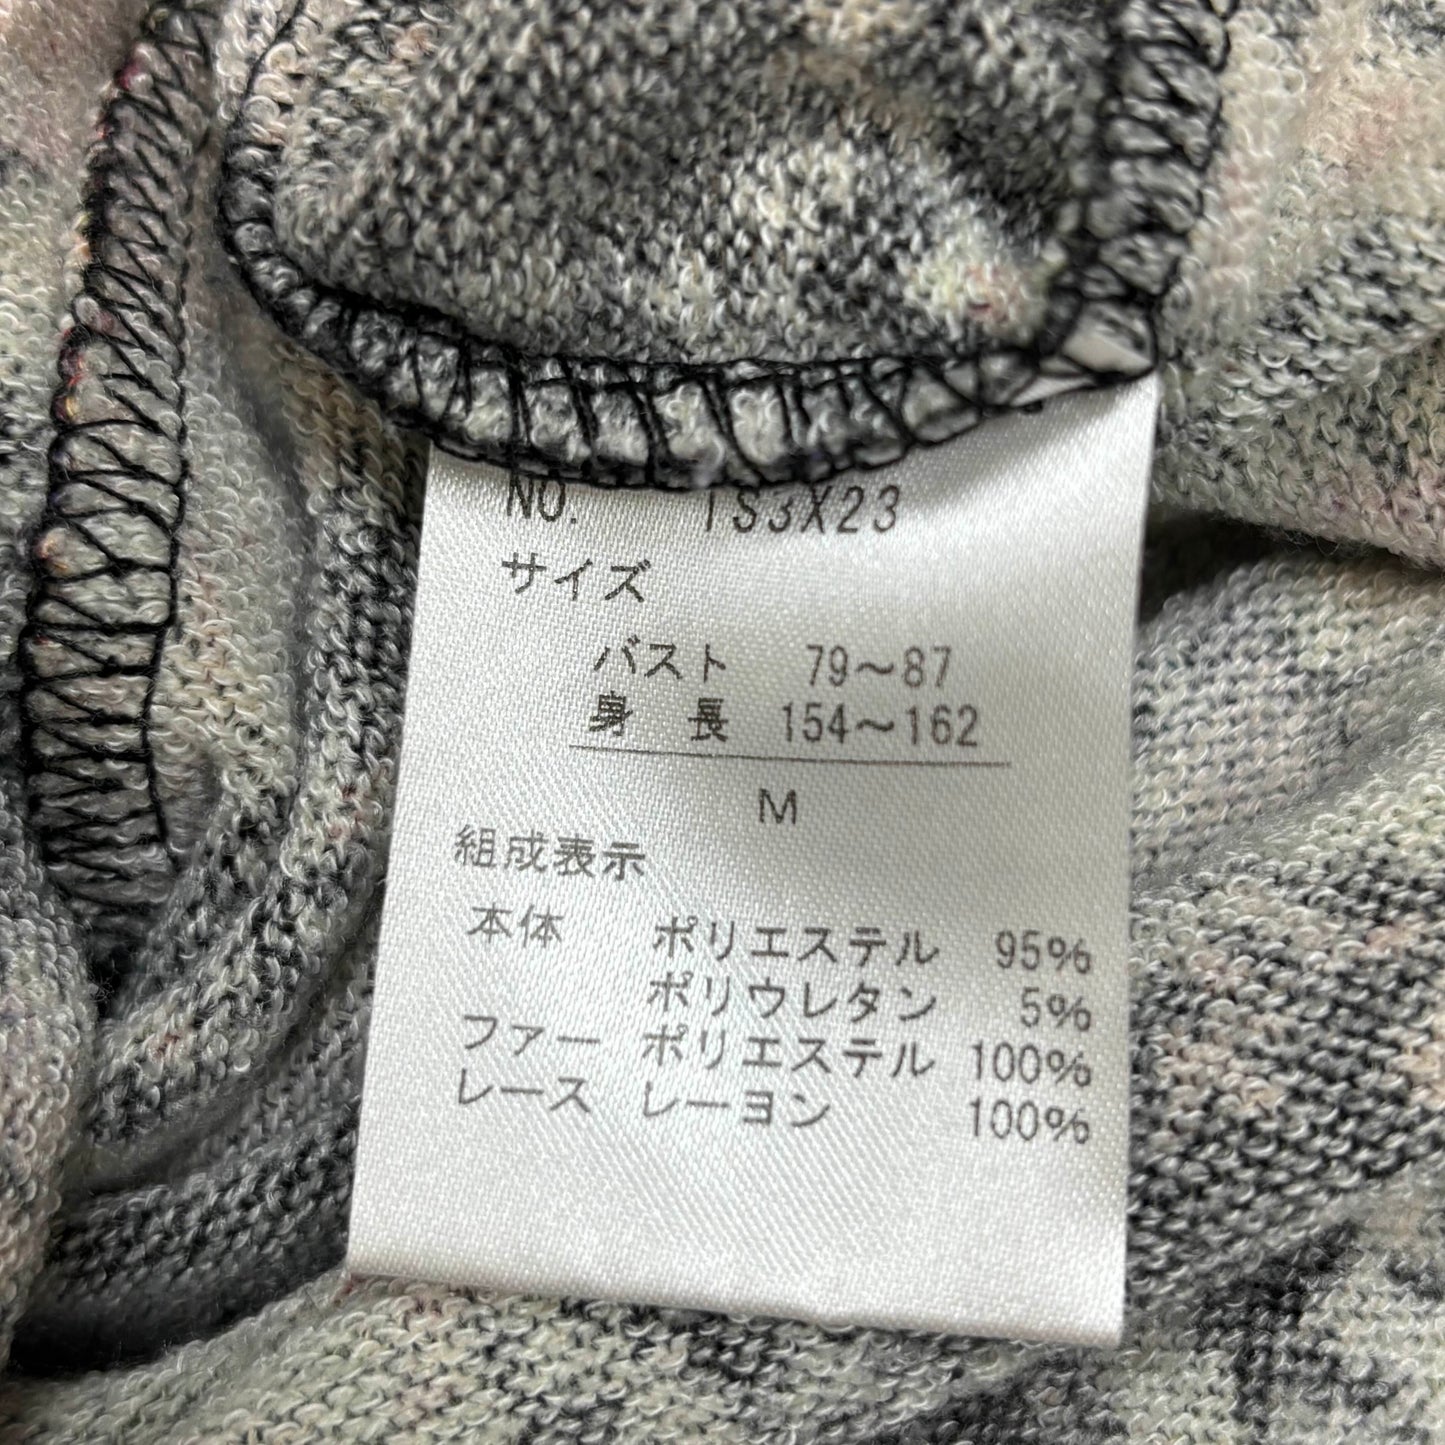 NO. TS3X23
サイズ
バスト 79～87
身長 154～162
M
組成表示
本体 ポリエステル 95%
ポリウレタン 5%
ファー ポリエステル 100%
レース レーヨン 100%